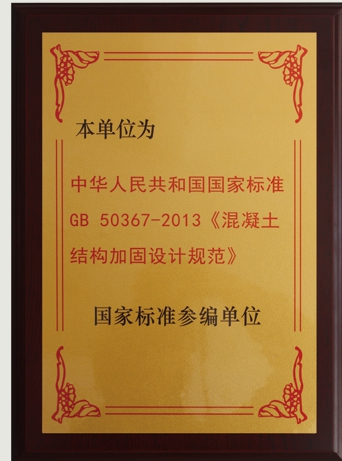 本单位为
中华人民共和国国家标准
GB 50367-2013《混凝土
结构加固设计规范》
国家标准参编单位